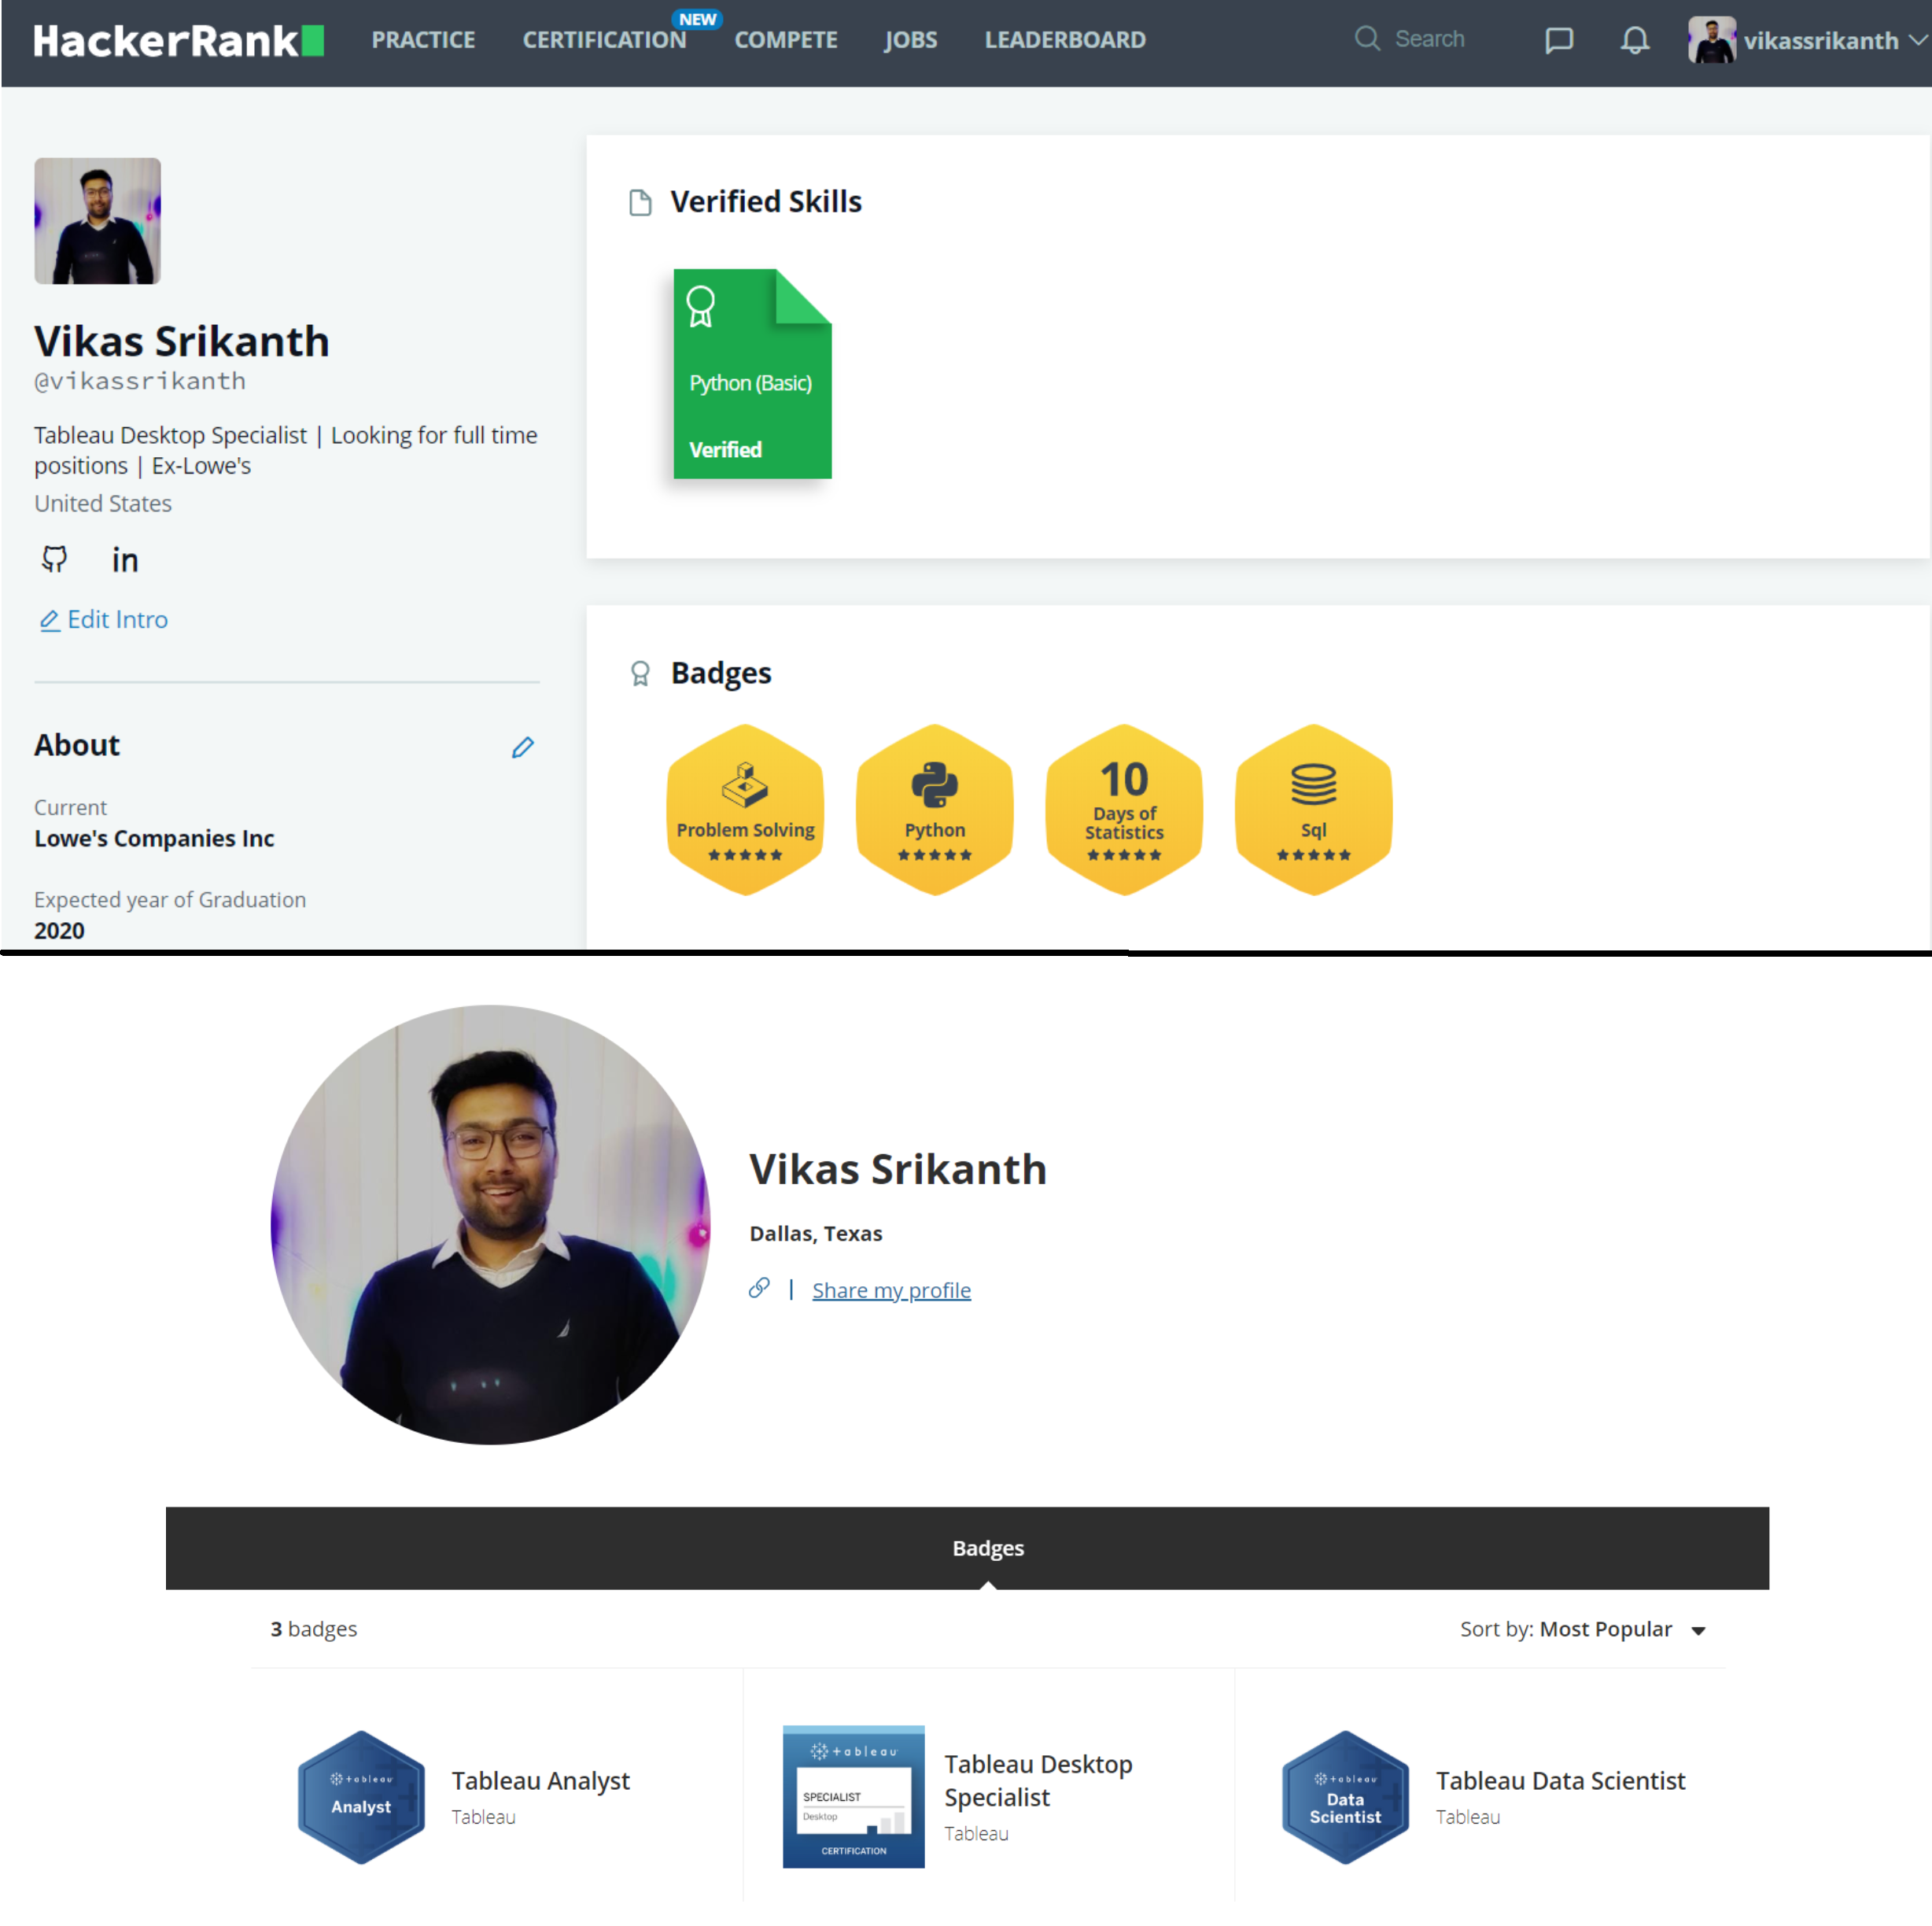 HackerRank
PRACTICE
CERTIFICATION
NEW
COMPETE
JOBS
LEADERBOARD
Search
vikassrikanth
Vikas Srikanth
@vikassrikanth
Tableau Desktop Specialist | Looking for full time
positions | Ex-Lowe's
United States
in
Edit Intro
About
Current
Lowe's Companies Inc
Expected year of Graduation
2020
Verified Skills
Python (Basic)
Verified
Badges
Problem Solving
Python
10
Days of
Statistics
Sql
Vikas Srikanth
Dallas, Texas
| Share my profile
Badges
3 badges
Sort by: Most Popular
tableau
Analyst
Tableau Analyst
Tableau
tableau
SPECIALIST
Desktop
CERTIFICATION
Tableau Desktop
Specialist
Tableau
tableau
Data
Scientist
Tableau Data Scientist
Tableau